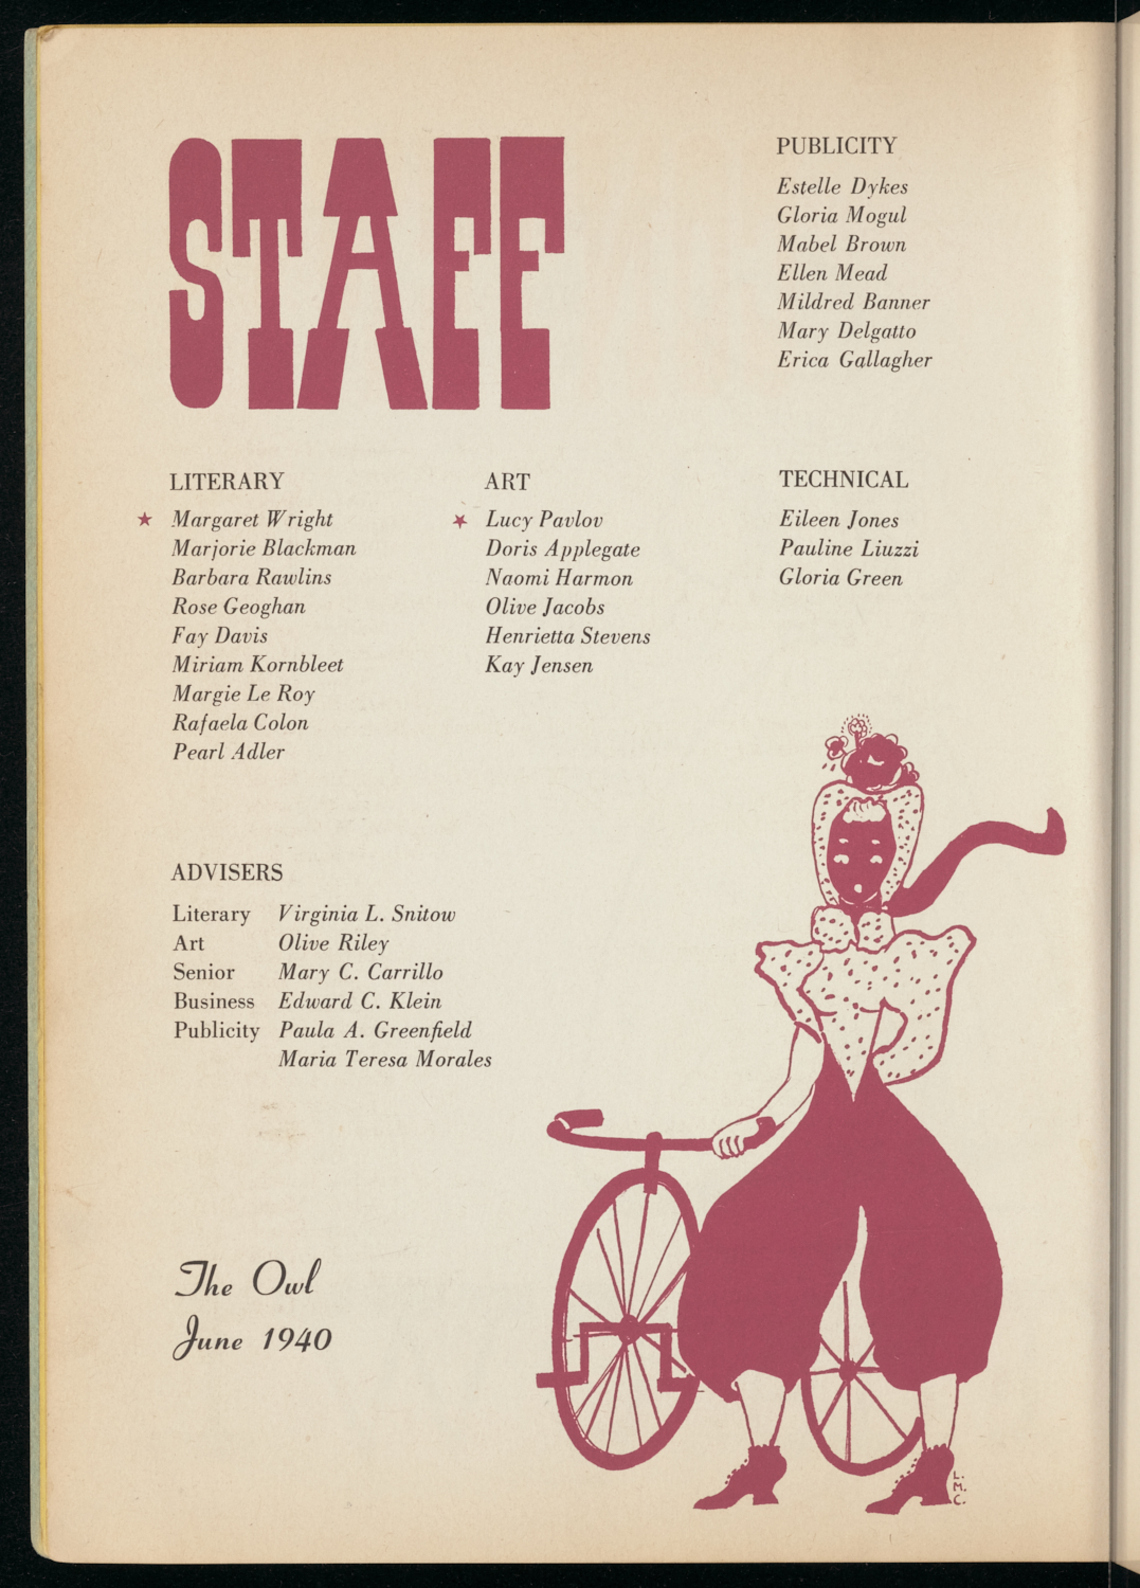 STAFF
PUBLICITY
Estelle Dykes
Gloria Mogul
Mabel Brown
Ellen Mead
Mildred Banner
Mary Delgatto
Erica Gallagher
LITERARY
★ Margaret Wright
Marjorie Blackman
Barbara Rawlins
Rose Geoghan
Fay Davis
Miriam Kornbleet
Margie Le Roy
Rafaela Colon
Pearl Adler
ART
★ Lucy Pavlov
Doris Applegate
Naomi Harmon
Olive Jacobs
Henrietta Stevens
Kay Jensen
TECHNICAL
Eileen Jones
Pauline Liuzzi
Gloria Green
ADVISERS
Literary Virginia L. Snitow
Art Olive Riley
Senior Mary C. Carrillo
Business Edward C. Klein
Publicity Paula A. Greenfield
Maria Teresa Morales
The Owl
June 1940
L.
M.
C.